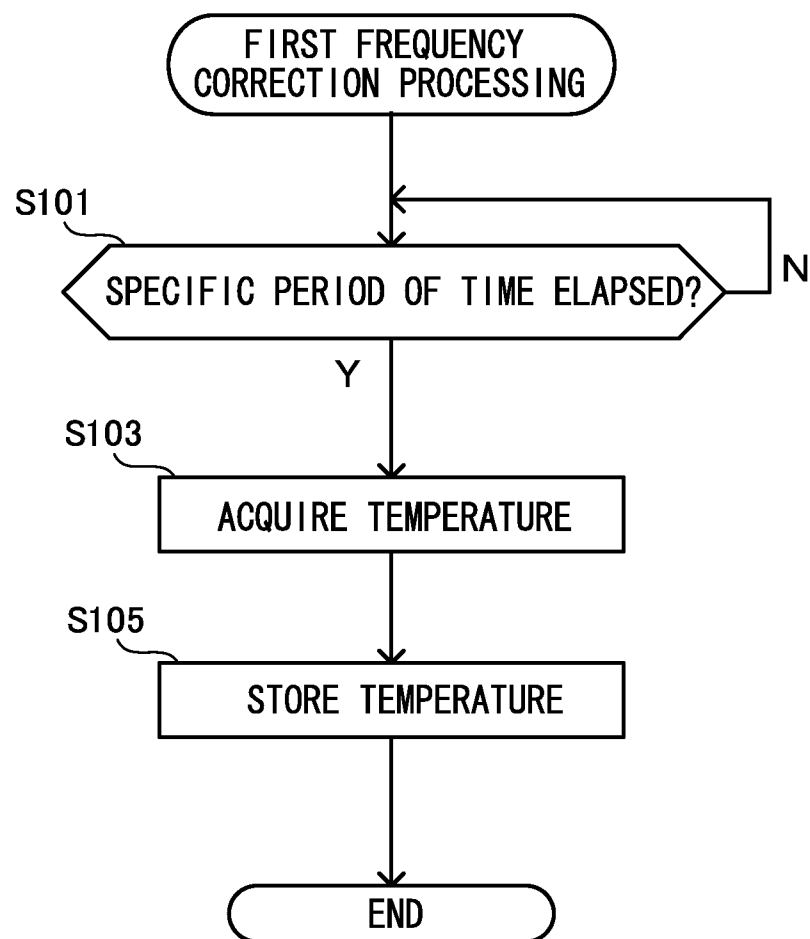 FIRST FREQUENCY
CORRECTION PROCESSING
S101
SPECIFIC PERIOD OF TIME ELAPSED?
N
Y
S103
ACQUIRE TEMPERATURE
S105
STORE TEMPERATURE
END